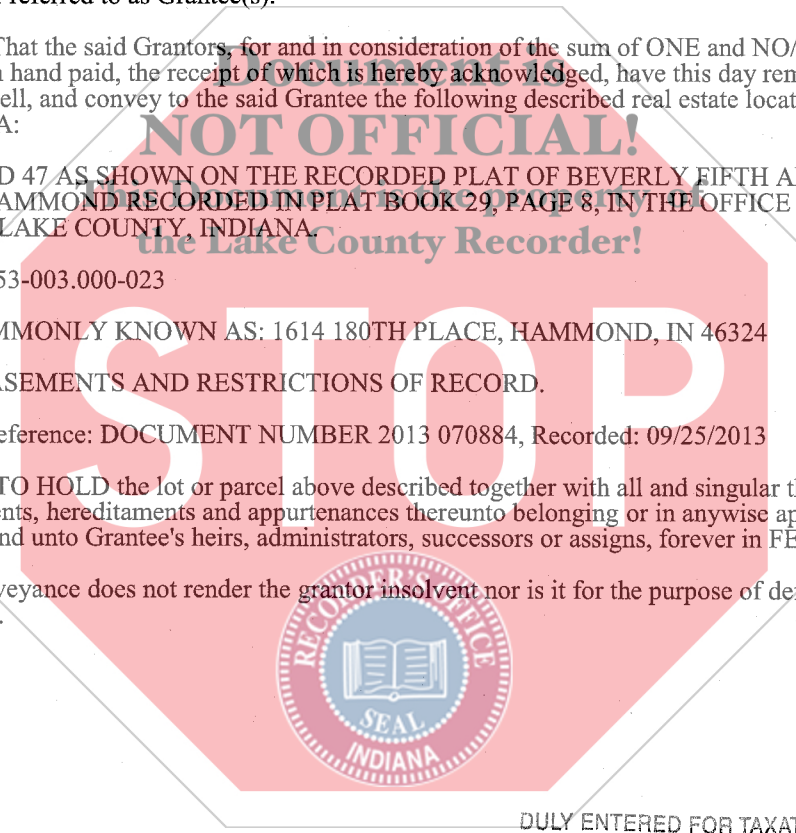 referred to as Grantee(s).
That the said Grantors, for and in consideration of the sum of ONE and NO/
hand paid, the receipt of which is hereby acknowledged, have this day rem
ell, and convey to the said Grantee the following described real estate locat
A:
Document is
NOT OFFICIAL!
This Document is the property of
the Lake County Recorder!
D 47 AS SHOWN ON THE RECORDED PLAT OF BEVERLY FIFTH A
AMMOND RECORDED IN PLAT BOOK 29, PAGE 8, IN THE OFFICE
LAKE COUNTY, INDIANA.
53-003.000-023
MMONLY KNOWN AS: 1614 180TH PLACE, HAMMOND, IN 46324
ASEMENTS AND RESTRICTIONS OF RECORD.
eference: DOCUMENT NUMBER 2013 070884, Recorded: 09/25/2013
STOP
TO HOLD the lot or parcel above described together with all and singular t
ents, hereditaments and appurtenances thereunto belonging or in anywise ap
nd unto Grantee's heirs, administrators, successors or assigns, forever in FE
veyance does not render the grantor insolvent nor is it for the purpose of de
.
RECORDER'S OFFICE
SEAL
INDIANA
DULY ENTERED FOR TAXAT